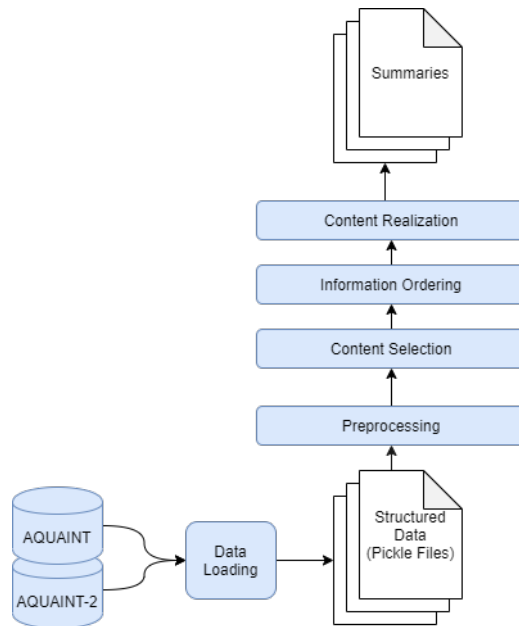 Summaries
Content Realization
Information Ordering
Content Selection
Preprocessing
Structured
Data
(Pickle Files)
AQUAINT
Data
Loading
AQUAINT-2